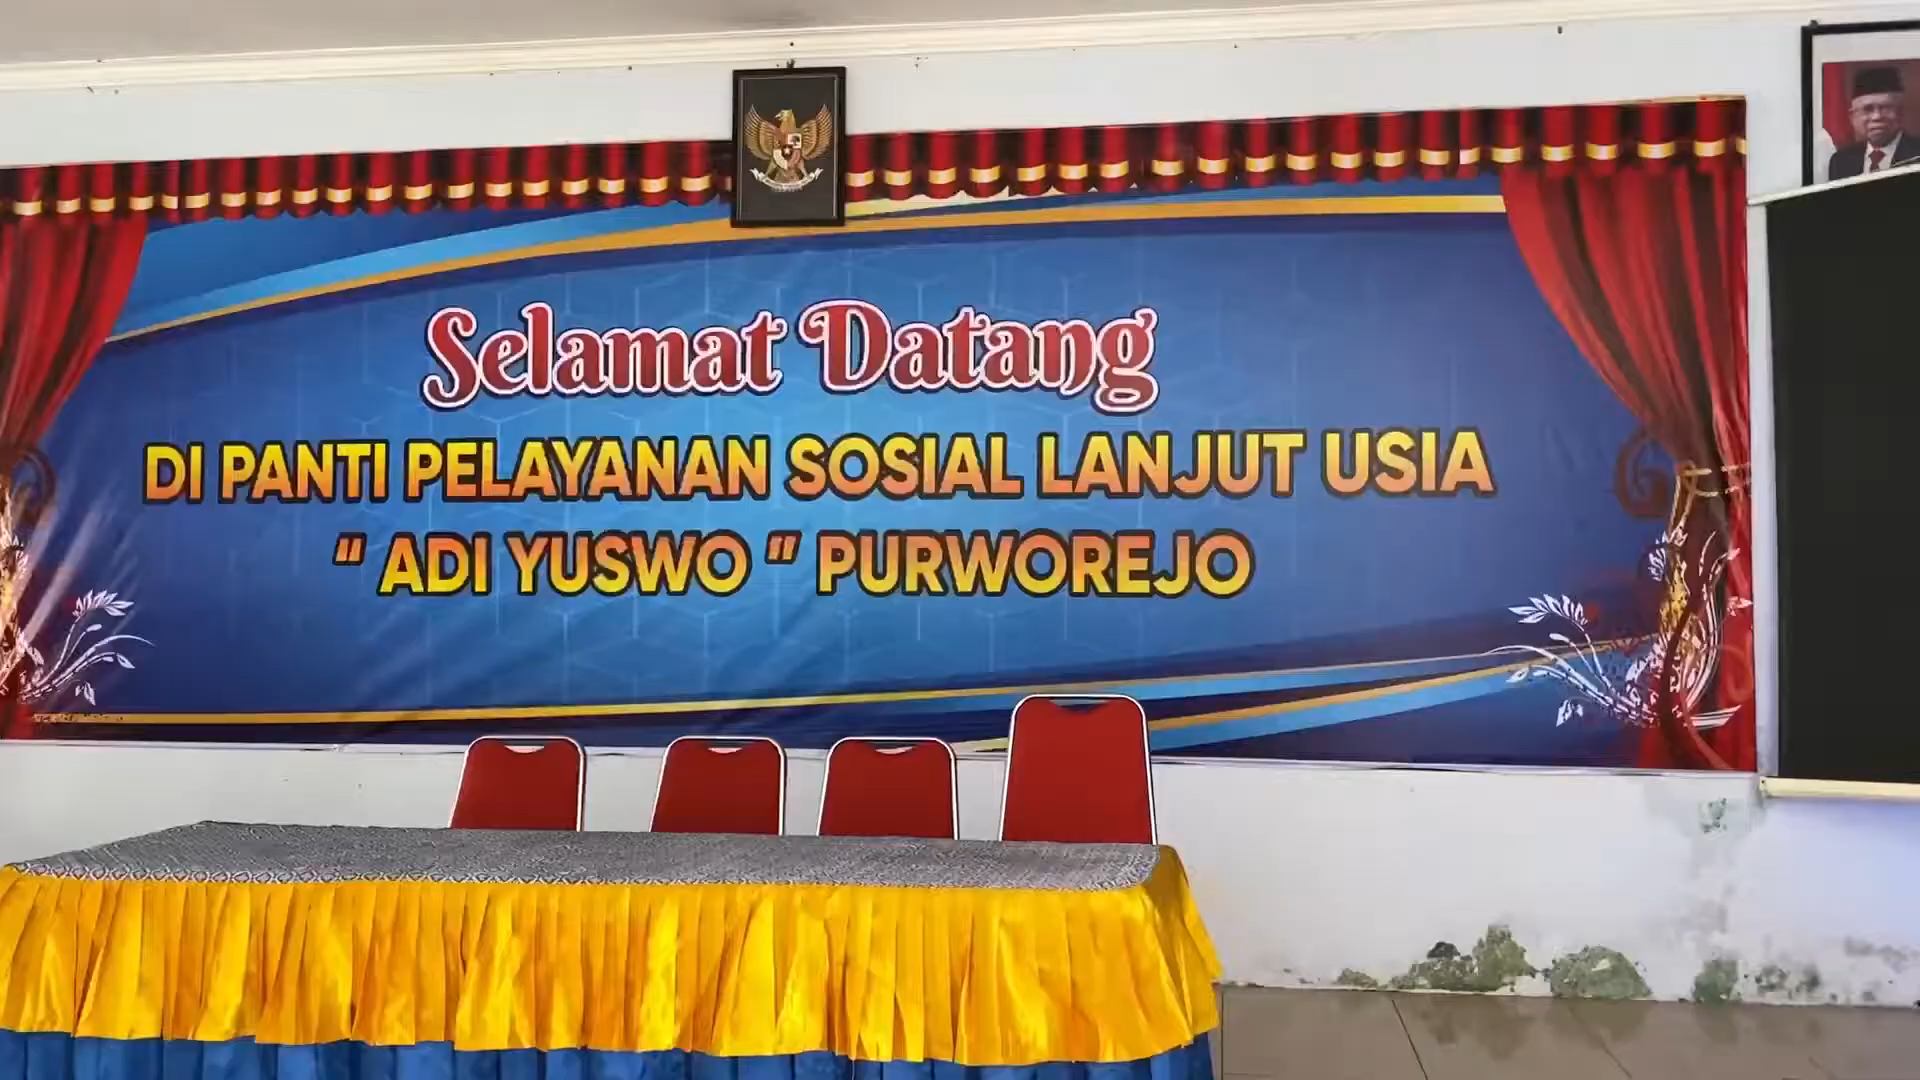 Selamat Datang
DI PANTI PELAYANAN SOSIAL LANJUT USIA
" ADI YUSWO " PURWOREJO